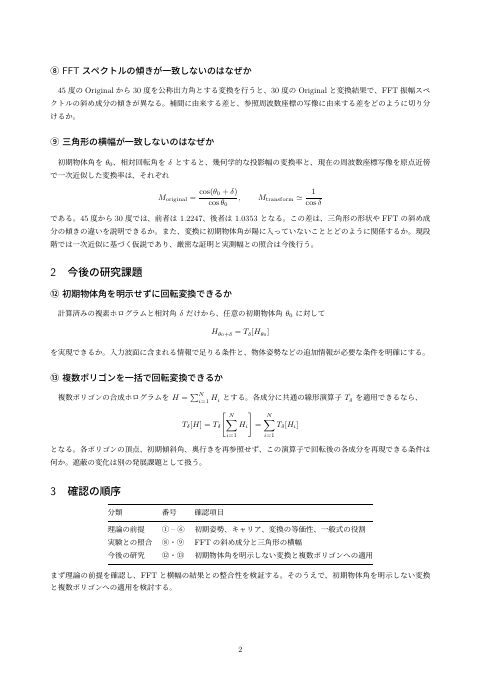 ⑧ FFT スペクトルの傾きが一致しないのはなぜか
45 度の Original から 30 度を公称出力角とする変換を行うと、30 度の Original と変換結果で、FFT 振幅スペ
クトルの斜め成分の傾きが異なる。補間に由来する差と、参照周波数座標の写像に由来する差をどのように切り分
けるか。
⑨ 三角形の横幅が一致しないのはなぜか
初期物体角を θ₀、相対回転角を δ とすると、幾何学的な投影幅の変換率と、現在の周波数座標写像を原点近傍
で一次近似した変換率は、それぞれ
M_original = cos(θ₀ + δ) / cos θ₀,  M_transform ≃ 1 / cos δ
である。45 度から 30 度では、前者は 1.2247、後者は 1.0353 となる。この差は、三角形の形状や FFT の斜め成
分の傾きの違いを説明できるか。また、変換に初期物体角が陽に入っていないこととどのように関係するか。現段
階では一次近似に基づく仮説であり、厳密な証明と実測幅との照合は今後行う。
2 今後の研究課題
⑫ 初期物体角を明示せずに回転変換できるか
計算済みの複素ホログラムと相対角 δ だけから、任意の初期物体角 θ₀ に対して
H_{θ₀+δ} = T_δ[H_{θ₀}]
を実現できるか。入力波面に含まれる情報で足りる条件と、物体姿勢などの追加情報が必要な条件を明確にする。
⑬ 複数ポリゴンを一括で回転変換できるか
複数ポリゴンの合成ホログラムを H = ∑_{i=1}^{N} H_i とする。各成分に共通の線形演算子 T_δ を適用できるなら、
T_δ[H] = T_δ[∑_{i=1}^{N} H_i] = ∑_{i=1}^{N} T_δ[H_i]
となる。各ポリゴンの頂点、初期傾斜角、奥行きを再参照せず、この演算子で回転後の各成分を再現できる条件は
何か。遮蔽の変化は別の発展課題として扱う。
3 確認の順序
分類 番号 確認項目
理論の前提 ①–⑥ 初期姿勢、キャリア、変換の等価性、一般式の役割
実験との照合 ⑧・⑨ FFT の斜め成分と三角形の横幅
今後の研究 ⑫・⑬ 初期物体角を明示しない変換と複数ポリゴンへの適用
まず理論の前提を確認し、FFT と横幅の結果との整合性を検証する。そのうえで、初期物体角を明示しない変換
と複数ポリゴンへの適用を検討する。
2